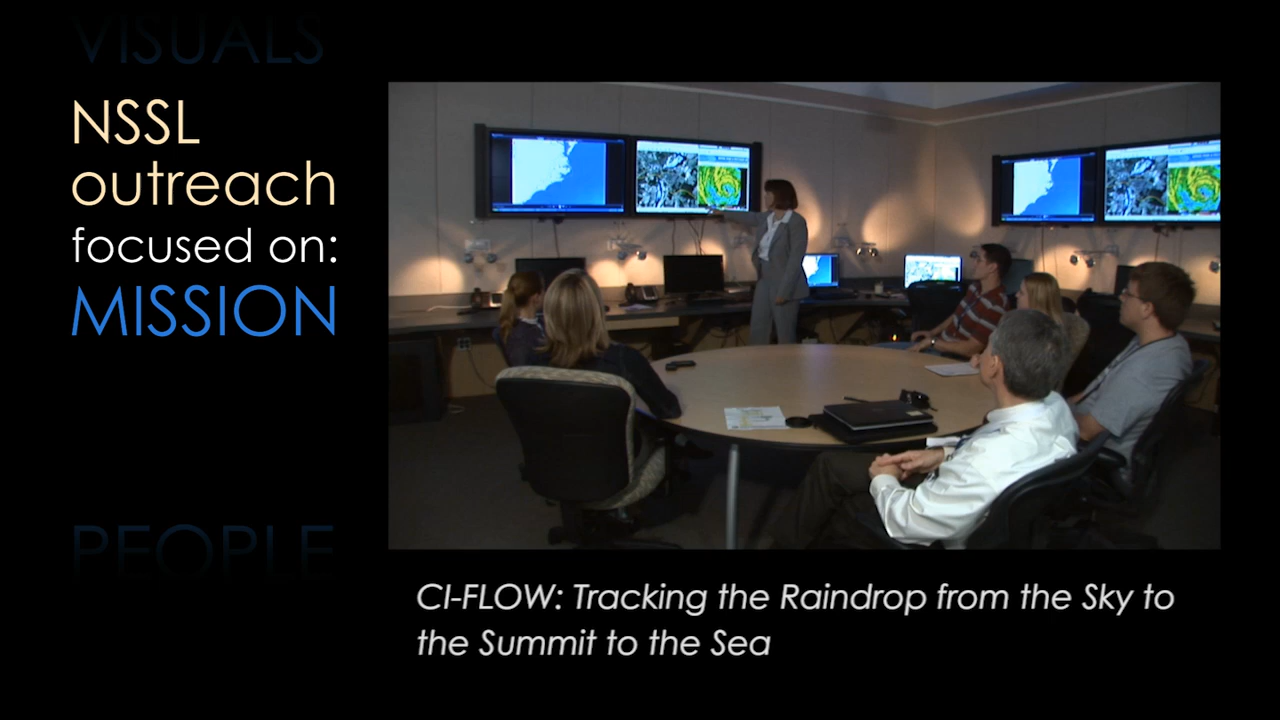 VISUALS
NSSL
outreach
focused on:
MISSION
PEOPLE
CI-FLOW: Tracking the Raindrop from the Sky to
the Summit to the Sea